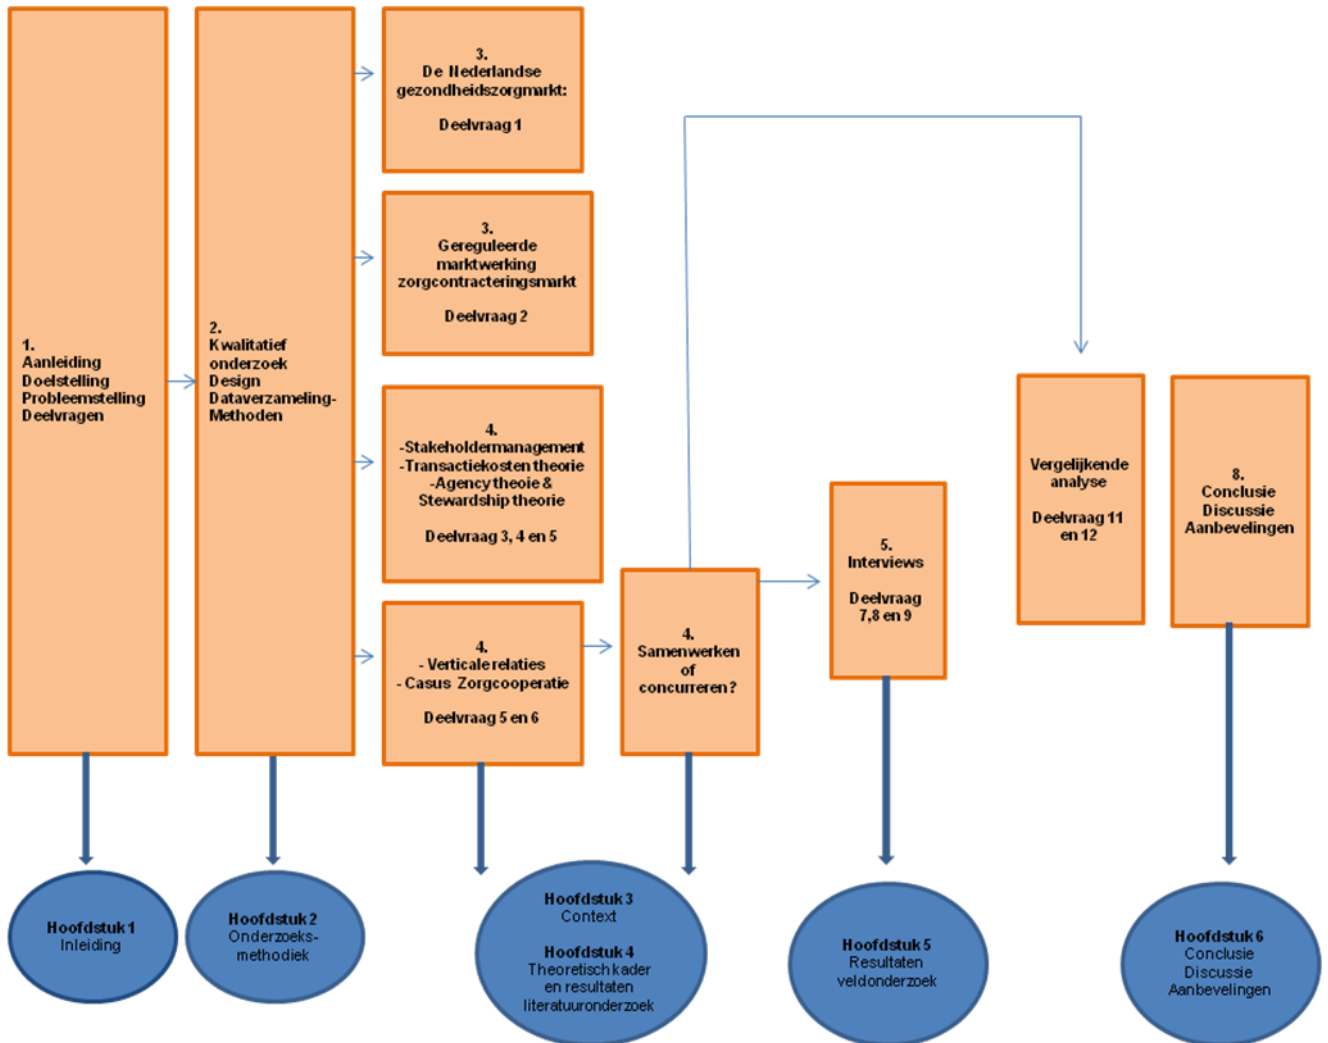 1.
Aanleiding
Doelstelling
Probleemstelling
Deelvragen
2.
Kwalitatief
onderzoek
Design
Dataverzameling-
Methoden
3.
De Nederlandse
gezondheidszorgmarkt:
Deelvraag 1
3.
Gereguleerde
marktwerking
zorgcontracteringsmarkt
Deelvraag 2
4.
-Stakeholdermanagement
-Transactiekosten theorie
-Agency theoie &
Stewardship theorie
Deelvraag 3, 4 en 5
4.
- Verticale relaties
- Casus Zorgcooperatie
Deelvraag 5 en 6
4.
Samenwerken
of
concurreren?
5.
Interviews
Deelvraag
7,8 en 9
Vergelijkende
analyse
Deelvraag 11
en 12
8.
Conclusie
Discussie
Aanbevelingen
Hoofdstuk 1
Inleiding
Hoofdstuk 2
Onderzoeks-
methodiek
Hoofdstuk 3
Context
Hoofdstuk 4
Theoretisch kader
en resultaten
literatuuronderzoek
Hoofdstuk 5
Resultaten
veldonderzoek
Hoofdstuk 6
Conclusie
Discussie
Aanbevelingen